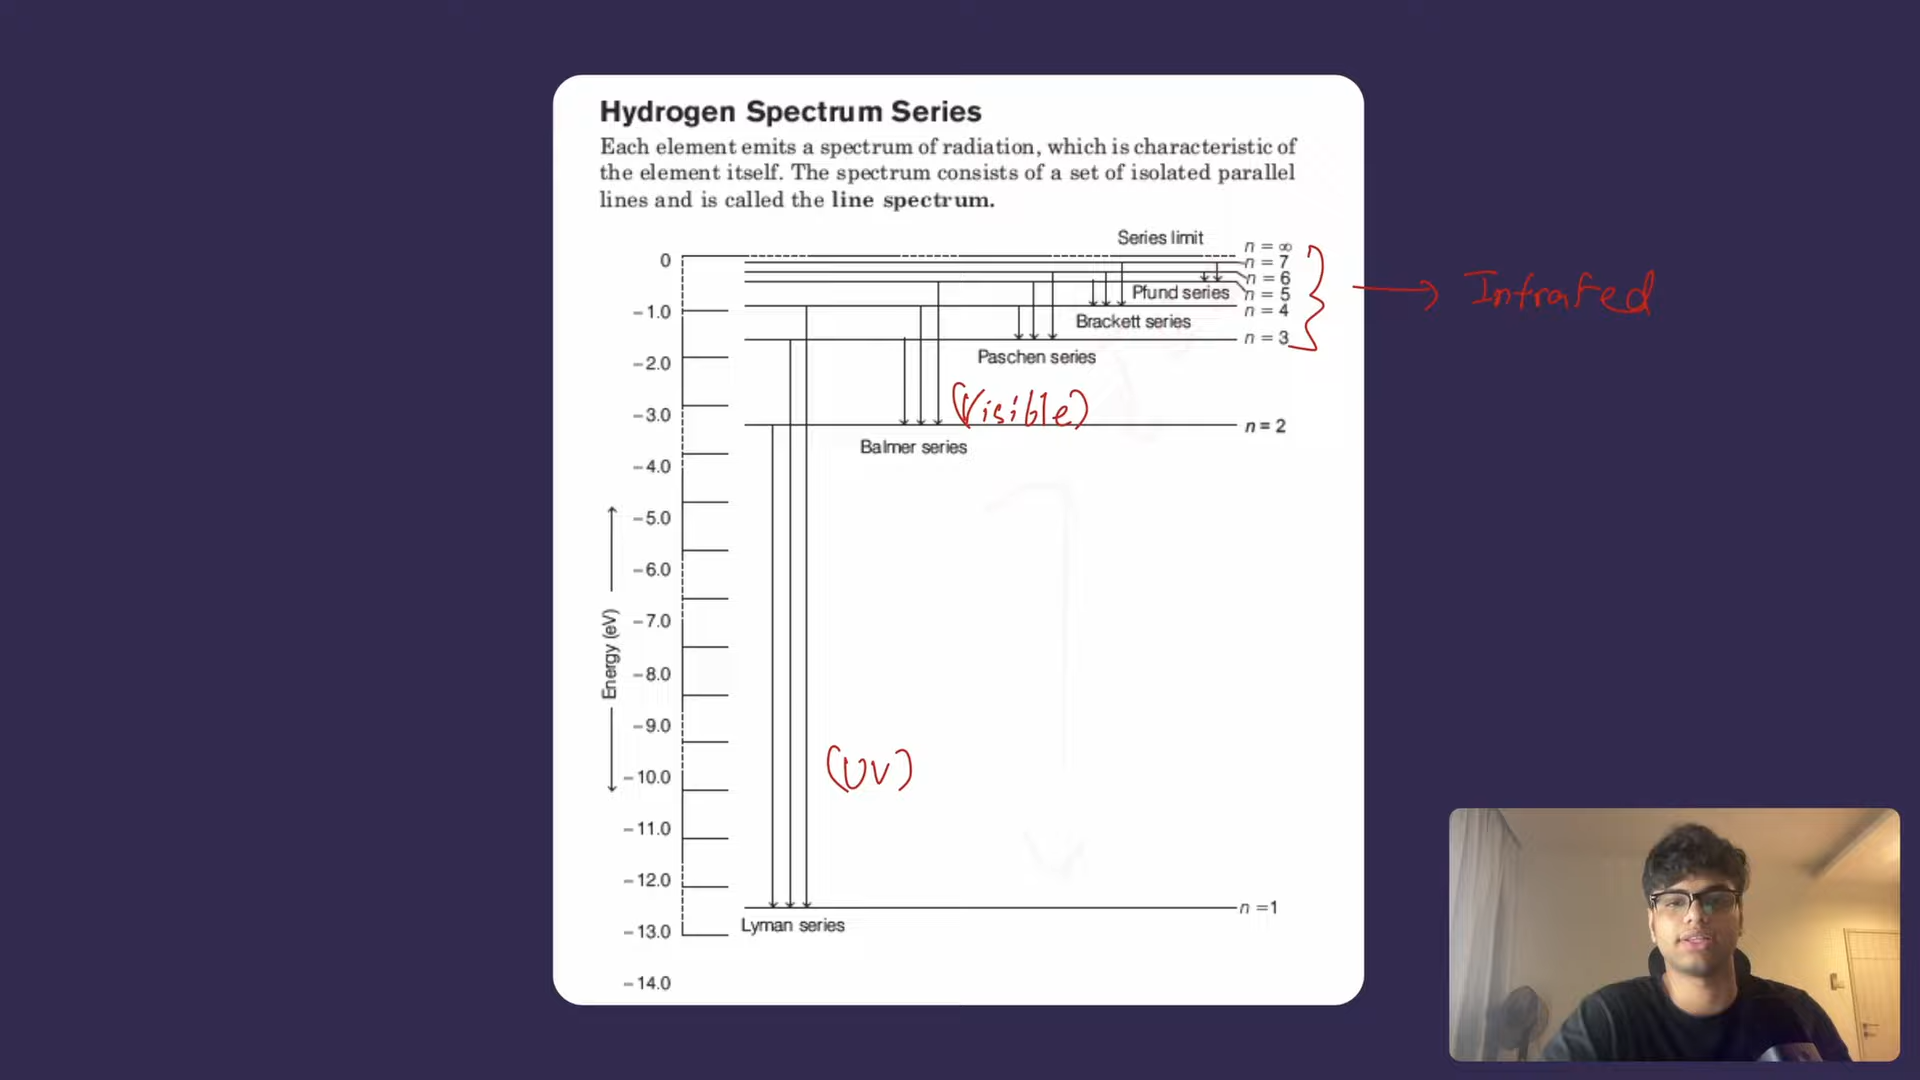 Hydrogen Spectrum Series
Each element emits a spectrum of radiation, which is characteristic of
the element itself. The spectrum consists of a set of isolated parallel
lines and is called the line spectrum.
Series limit
n = ∞
0
n = 7
n = 6
Pfund series
n = 5
n = 4
Infrared
−1.0
Brackett series
n = 3
Paschen series
−2.0
(Visible)
−3.0
n = 2
Balmer series
−4.0
−5.0
−6.0
Energy (eV)
−7.0
−8.0
−9.0
(UV)
−10.0
−11.0
−12.0
n =1
Lyman series
−13.0
−14.0